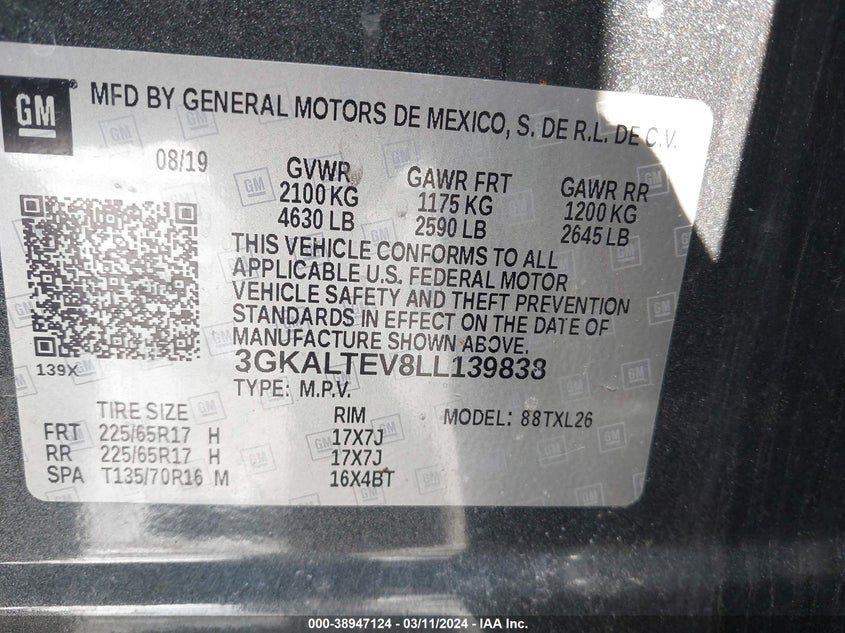 GM
MFD BY GENERAL MOTORS DE MEXICO, S. DE R.L. DE C.V.
08/19
GVWR GAWR FRT GAWR RR
2100 KG 1175 KG 1200 KG
4630 LB 2590 LB 2645 LB
THIS VEHICLE CONFORMS TO ALL
APPLICABLE U.S. FEDERAL MOTOR
VEHICLE SAFETY AND THEFT PREVENTION
STANDARDS IN EFFECT ON THE DATE OF
MANUFACTURE SHOWN ABOVE.
139X
3GKALTEV8LL139838
TYPE: M.P.V.
TIRE SIZE RIM MODEL: 88TXL26
FRT 225/65R17 H 17X7J
RR 225/65R17 H 17X7J
SPA T135/70R16 M 16X4BT
000-38947124 - 03/11/2024 - IAA Inc.